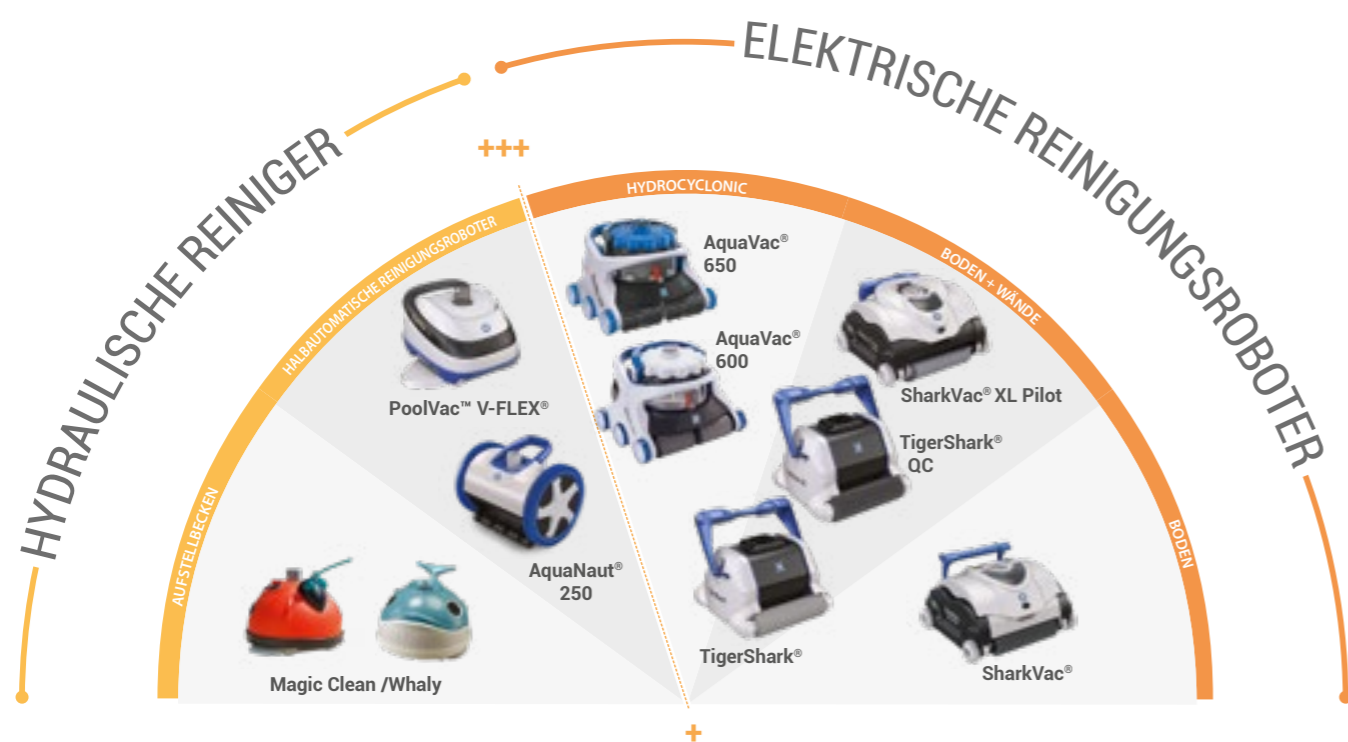 HYDRAULISCHE REINIGER
ELEKTRISCHE REINIGUNGSROBOTER
+++
AUFSTELLBECKEN
HALBAUTOMATISCHE REINIGUNGSROBOTER
HYDROCYCLONIC
BODEN + WÄNDE
BODEN
AquaVac®
650
AquaVac®
600
PoolVac™ V-FLEX®
SharkVac® XL Pilot
TigerShark®
QC
AquaNaut®
250
TigerShark®
SharkVac®
Magic Clean /Whaly
+